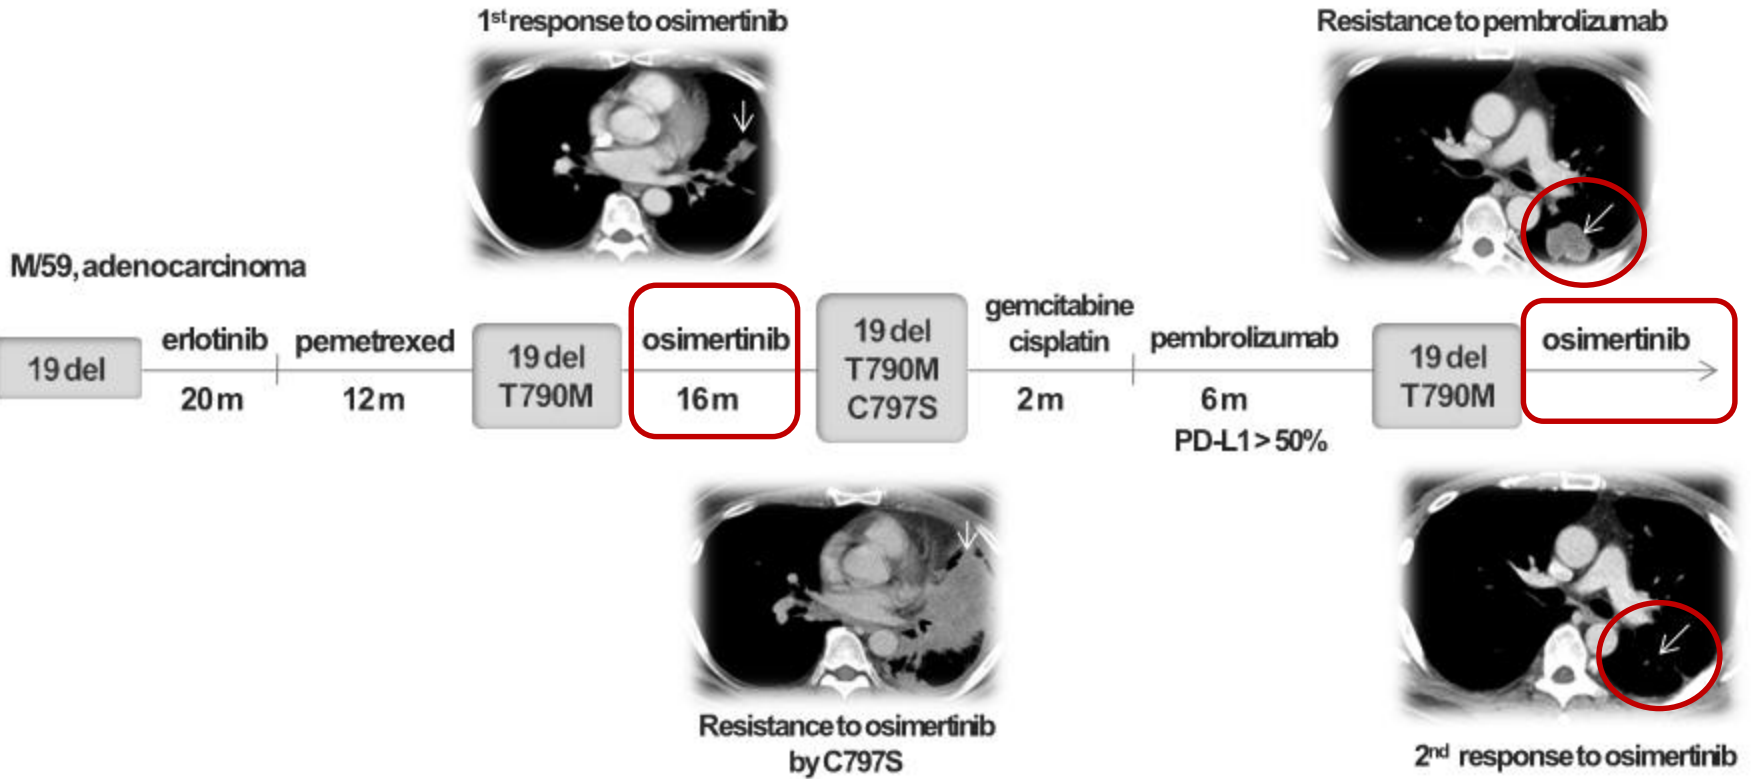 1st response to osimertinib
Resistance to pembrolizumab
M/59, adenocarcinoma
19 del
erlotinib
20 m
pemetrexed
12 m
19 del
T790M
osimertinib
16 m
19 del
T790M
C797S
gemcitabine
cisplatin
2 m
pembrolizumab
6 m
PD-L1 > 50%
19 del
T790M
osimertinib
Resistance to osimertinib
by C797S
2nd response to osimertinib